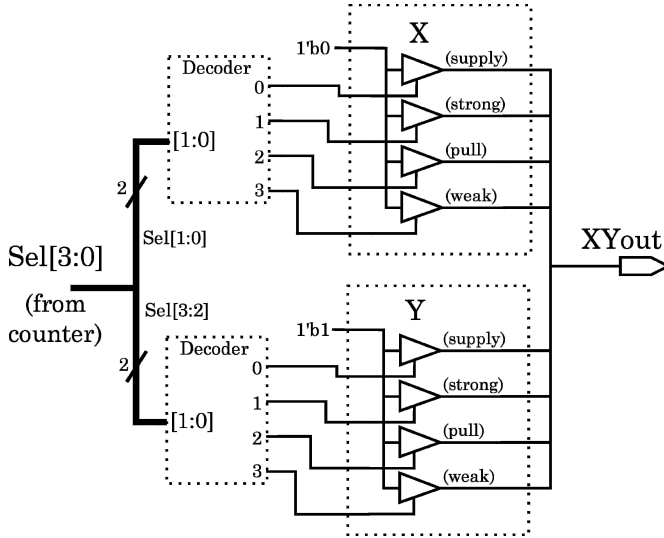 X
1'b0
(supply)
Decoder
0
(strong)
1
[1:0]
(pull)
2
2
3
(weak)
Sel[1:0]
XYout
Sel[3:0]
(from
counter)
Sel[3:2]
Y
1'b1
(supply)
Decoder
0
2
(strong)
1
[1:0]
(pull)
2
3
(weak)